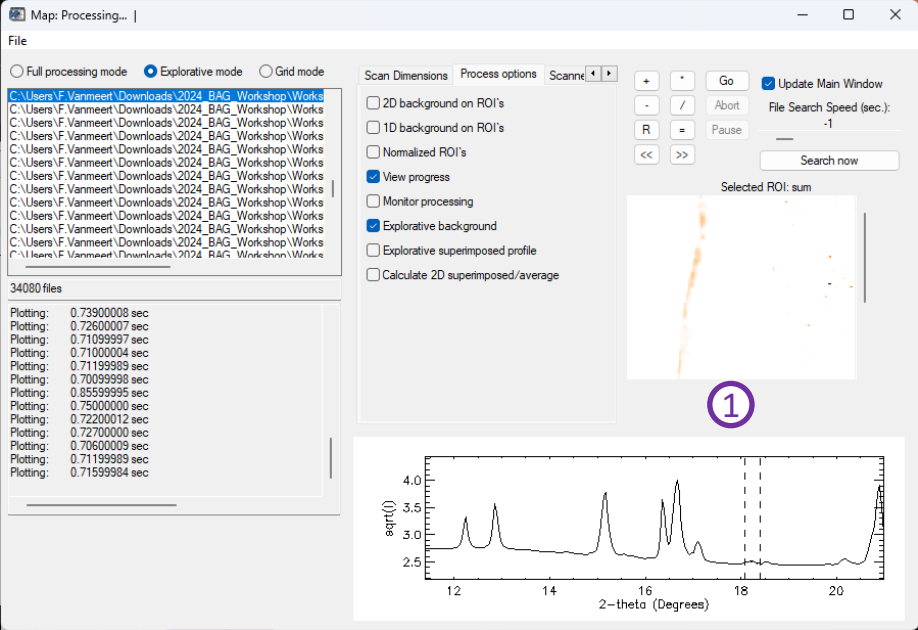 Map: Processing... |
File
Full processing mode Explorative mode Grid mode
C:\Users\F.Vanmeert\Downloads\2024_BAG_Workshop\Works
C:\Users\F.Vanmeert\Downloads\2024_BAG_Workshop\Works
C:\Users\F.Vanmeert\Downloads\2024_BAG_Workshop\Works
C:\Users\F.Vanmeert\Downloads\2024_BAG_Workshop\Works
C:\Users\F.Vanmeert\Downloads\2024_BAG_Workshop\Works
C:\Users\F.Vanmeert\Downloads\2024_BAG_Workshop\Works
C:\Users\F.Vanmeert\Downloads\2024_BAG_Workshop\Works
C:\Users\F.Vanmeert\Downloads\2024_BAG_Workshop\Works
C:\Users\F.Vanmeert\Downloads\2024_BAG_Workshop\Works
C:\Users\F.Vanmeert\Downloads\2024_BAG_Workshop\Works
C:\Users\F.Vanmeert\Downloads\2024_BAG_Workshop\Works
C:\Users\F.Vanmeert\Downloads\2024_BAG_Workshop\Works
C:\Users\F.Vanmeert\Downloads\2024_BAG_Workshop\Works
34080 files
Plotting: 0.73900008 sec
Plotting: 0.72600007 sec
Plotting: 0.71099997 sec
Plotting: 0.71000004 sec
Plotting: 0.71199989 sec
Plotting: 0.70099998 sec
Plotting: 0.85599995 sec
Plotting: 0.75000000 sec
Plotting: 0.72200012 sec
Plotting: 0.72700000 sec
Plotting: 0.70600009 sec
Plotting: 0.71199989 sec
Plotting: 0.71599984 sec
Scan Dimensions Process options Scanne
2D background on ROI's
1D background on ROI's
Normalized ROI's
View progress
Monitor processing
Explorative background
Explorative superimposed profile
Calculate 2D superimposed/average
+ * Go
- / Abort
R = Pause
<< >>
Update Main Window
File Search Speed (sec.):
-1
Search now
Selected ROI: sum
1
4.0
3.5
3.0
2.5
sqrt(I)
12 14 16 18 20
2-theta (Degrees)